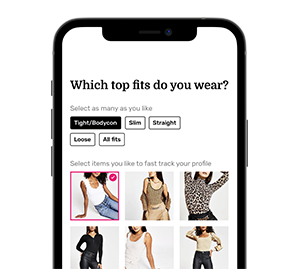 Which top fits do you wear?
Select as many as you like
Tight/Bodycon Slim Straight
Loose All fits
Select items you like to fast track your profile